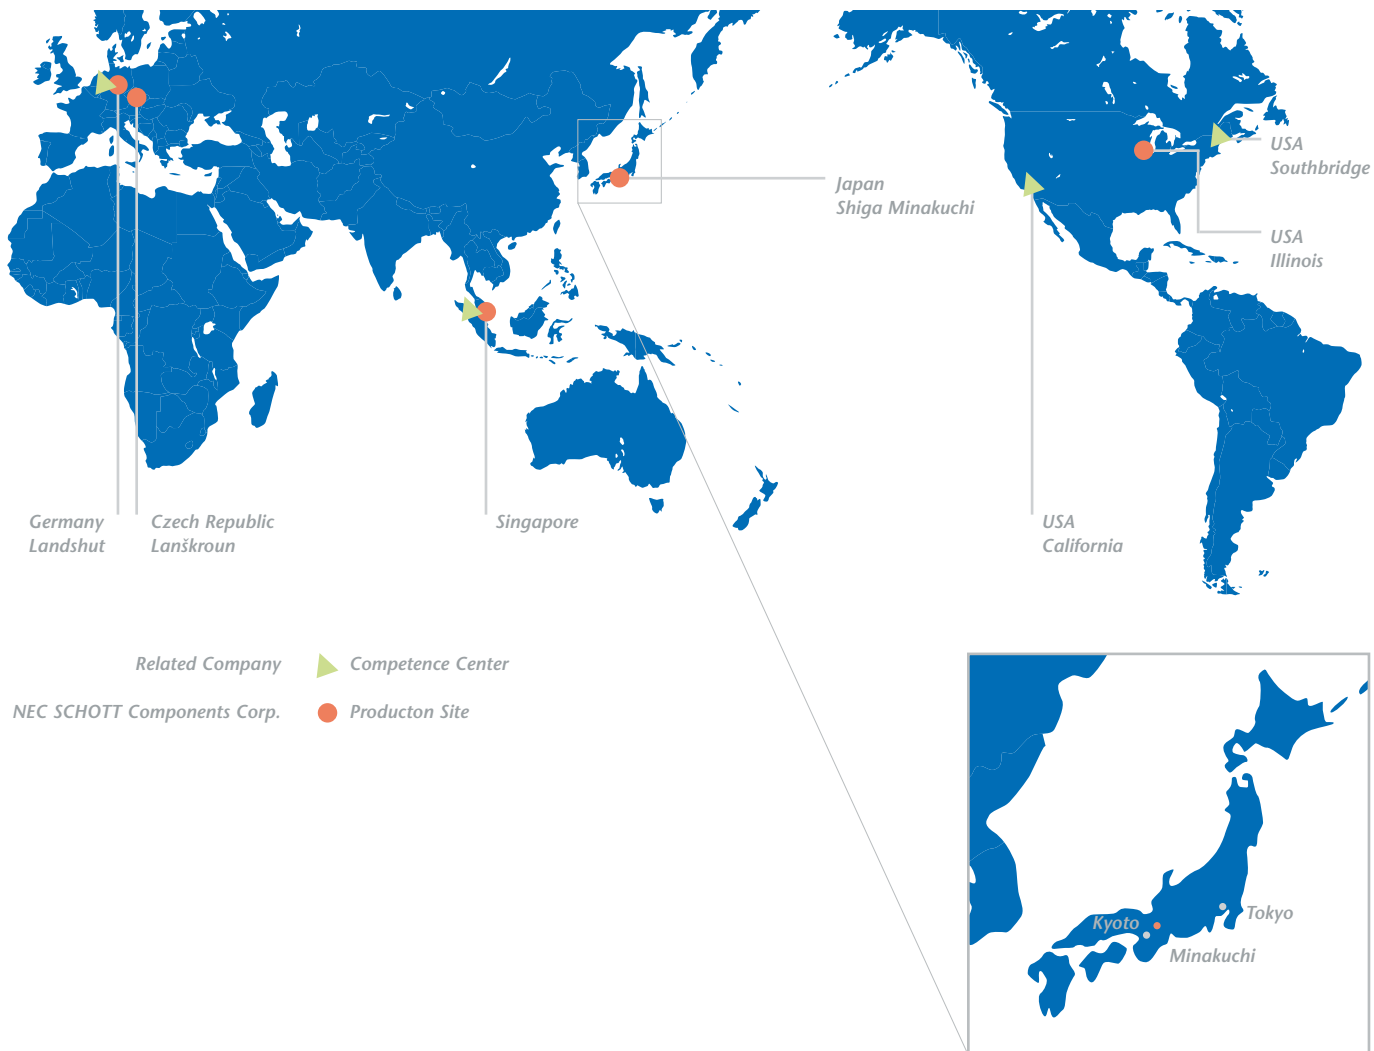 USA
Southbridge
Japan
Shiga Minakuchi
USA
Illinois
Germany
Landshut
Czech Republic
Lanškroun
Singapore
USA
California
Related Company
Competence Center
NEC SCHOTT Components Corp.
Producton Site
Kyoto
Tokyo
Minakuchi